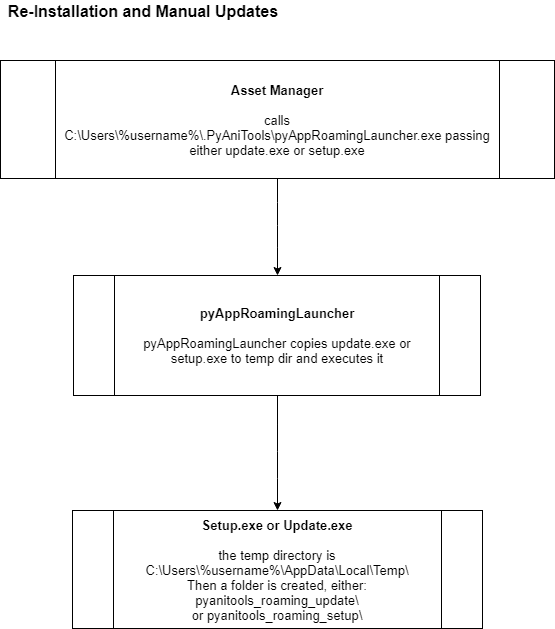 Re-Installation and Manual Updates
Asset Manager
calls
C:\Users\%username%\.PyAniTools\pyAppRoamingLauncher.exe passing
either update.exe or setup.exe
pyAppRoamingLauncher
pyAppRoamingLauncher copies update.exe or
setup.exe to temp dir and executes it
Setup.exe or Update.exe
the temp directory is
C:\Users\%username%\AppData\Local\Temp\
Then a folder is created, either:
pyanitools_roaming_update\
or pyanitools_roaming_setup\